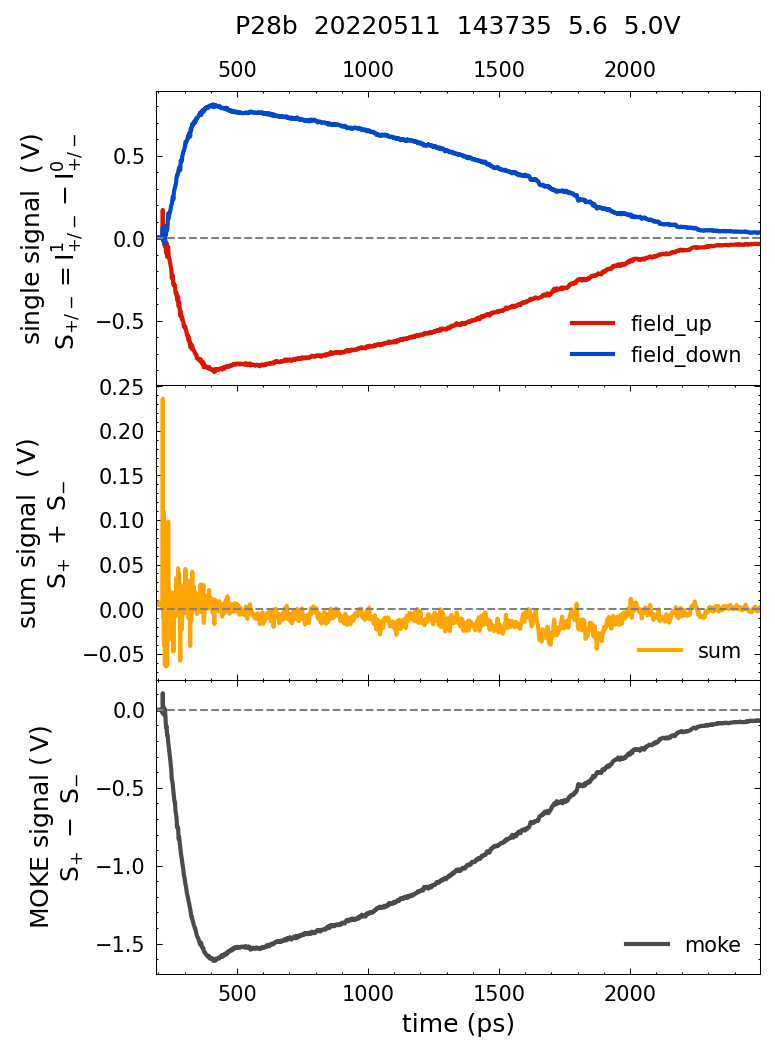 P28b 20220511 143735 5.6 5.0V
500 1000 1500 2000
single signal (V)
S+/− = I¹+/− − I⁰+/−
0.5
0.0
−0.5
field_up
field_down
sum signal (V)
S+ + S−
0.25
0.20
0.15
0.10
0.05
0.00
−0.05
sum
MOKE signal (V)
S+ − S−
0.0
−0.5
−1.0
−1.5
moke
500 1000 1500 2000
time (ps)